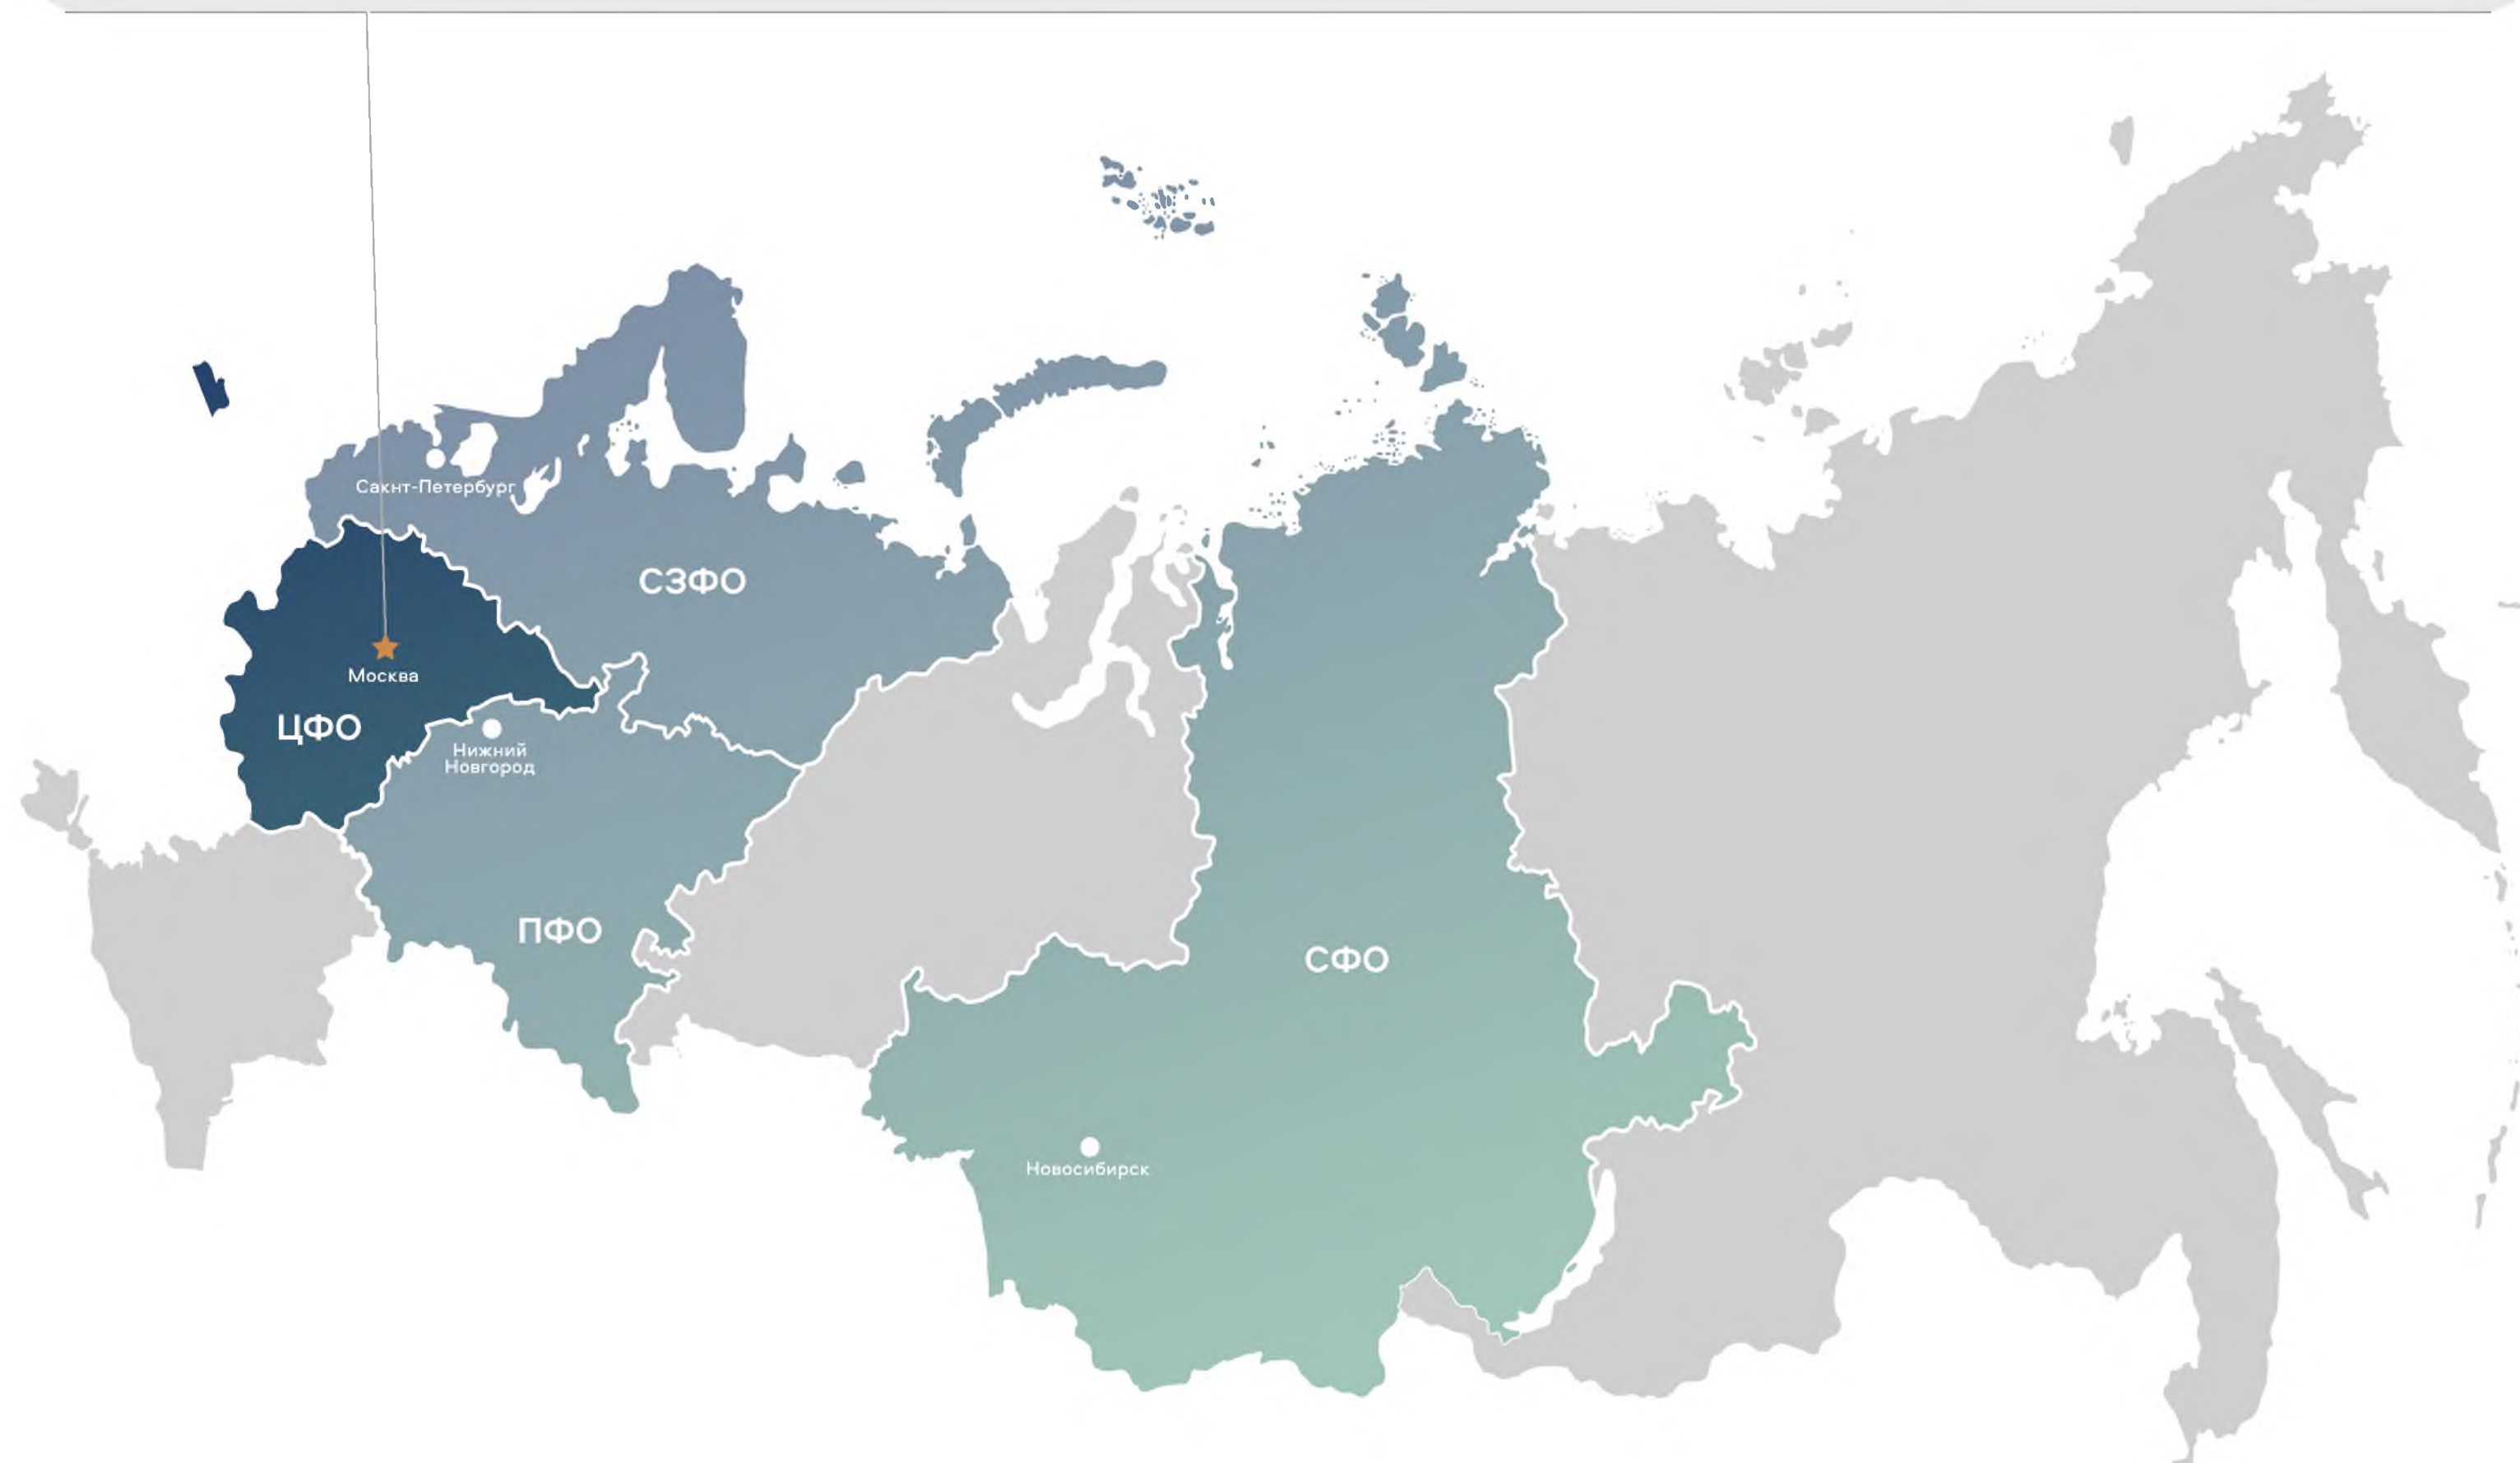 Сакнт-Петербург
СЗФО
Москва
ЦФО
Нижний
Новгород
ПФО
СФО
Новосибирск